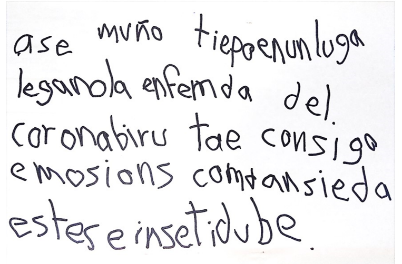 ase muño tiepoenunluga
leganola enfemda del
coronabiru tae consigo
emosions comoansieda
estes e insetidube.